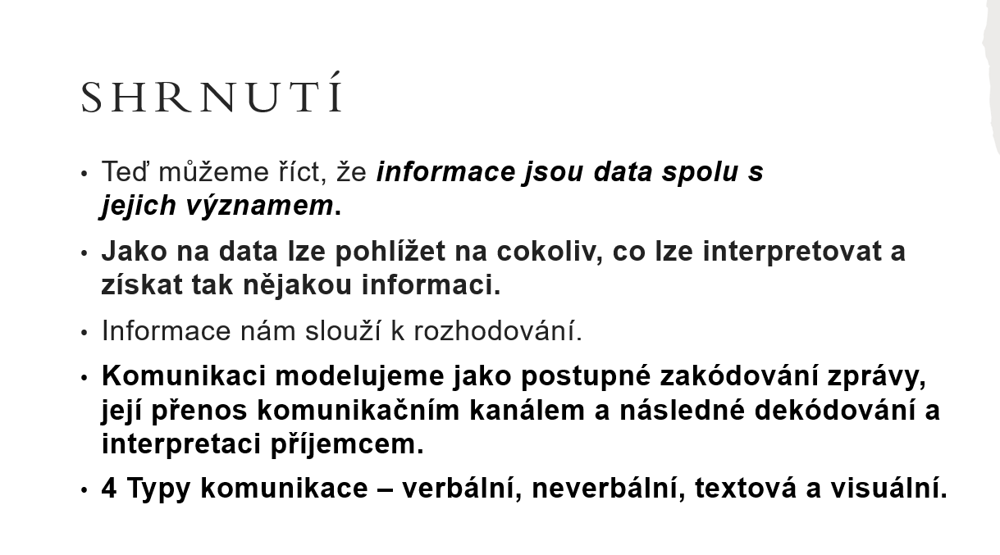 SHRNUTÍ
• Teď můžeme říct, že informace jsou data spolu s
jejich významem.
• Jako na data lze pohlížet na cokoliv, co lze interpretovat a
získat tak nějakou informaci.
• Informace nám slouží k rozhodování.
• Komunikaci modelujeme jako postupné zakódování zprávy,
její přenos komunikačním kanálem a následné dekódování a
interpretaci příjemcem.
• 4 Typy komunikace – verbální, neverbální, textová a visuální.